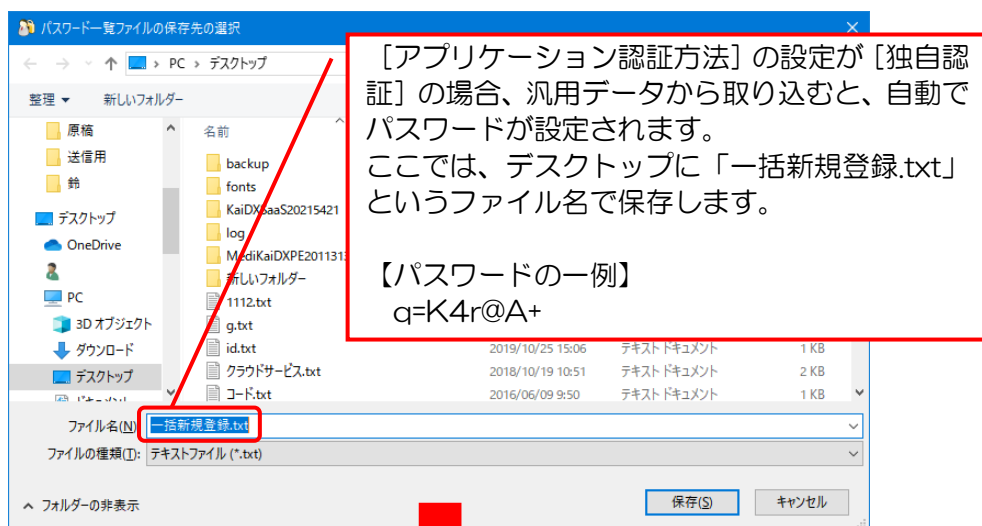 パスワード一覧ファイルの保存先の選択
PC › デスクトップ
整理
新しいフォルダー
原稿
送信用
鈴
デスクトップ
OneDrive
PC
3D オブジェクト
ダウンロード
デスクトップ
名前
backup
fonts
KaiDXSaaS20215421
log
MediKaiDXPE2011313
新しいフォルダー
1112.txt
g.txt
id.txt 2019/10/25 15:06 テキスト ドキュメント 1 KB
クラウドサービス.txt 2018/10/19 10:51 テキスト ドキュメント 2 KB
コード.txt 2016/06/09 9:50 テキスト ドキュメント 1 KB
[アプリケーション認証方法] の設定が [独自認
証] の場合、汎用データから取り込むと、自動で
パスワードが設定されます。
ここでは、デスクトップに「一括新規登録.txt」
というファイル名で保存します。
【パスワードの一例】
q=K4r@A+
ファイル名(N): 一括新規登録.txt
ファイルの種類(T): テキストファイル (*.txt)
フォルダーの非表示
保存(S)
キャンセル